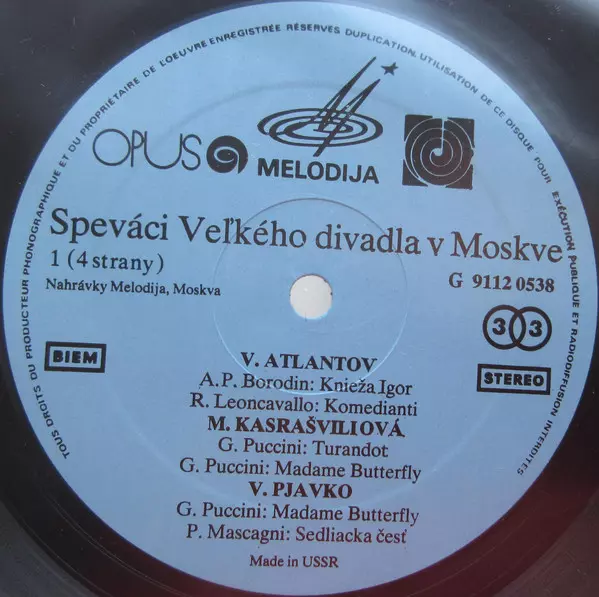 TOUS DROITS DU PRODUCTEUR PHONOGRAPHIQUE ET DU PROPRIÉTAIRE DE L'OEUVRE ENREGISTRÉE RÉSERVÉS DUPLICATION, UTILISATION DE CE DISQUE POUR EXÉCUTION PUBLIQUE ET RADIODIFFUSION INTERDITES
OPUS
MELODIJA
Speváci Veľkého divadla v Moskve
1 (4 strany)
G 9112 0538
Nahrávky Melodija, Moskva
33
BIEM
STEREO
V. ATLANTOV
A.P. Borodin: Knieža Igor
R. Leoncavallo: Komedianti
M. KASRAŠVILIOVÁ
G. Puccini: Turandot
G. Puccini: Madame Butterfly
V. PJAVKO
G. Puccini: Madame Butterfly
P. Mascagni: Sedliacka česť
Made in USSR